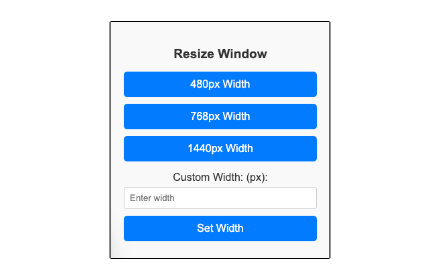 Resize Window
480px Width
768px Width
1440px Width
Custom Width: (px):
Enter width
Set Width